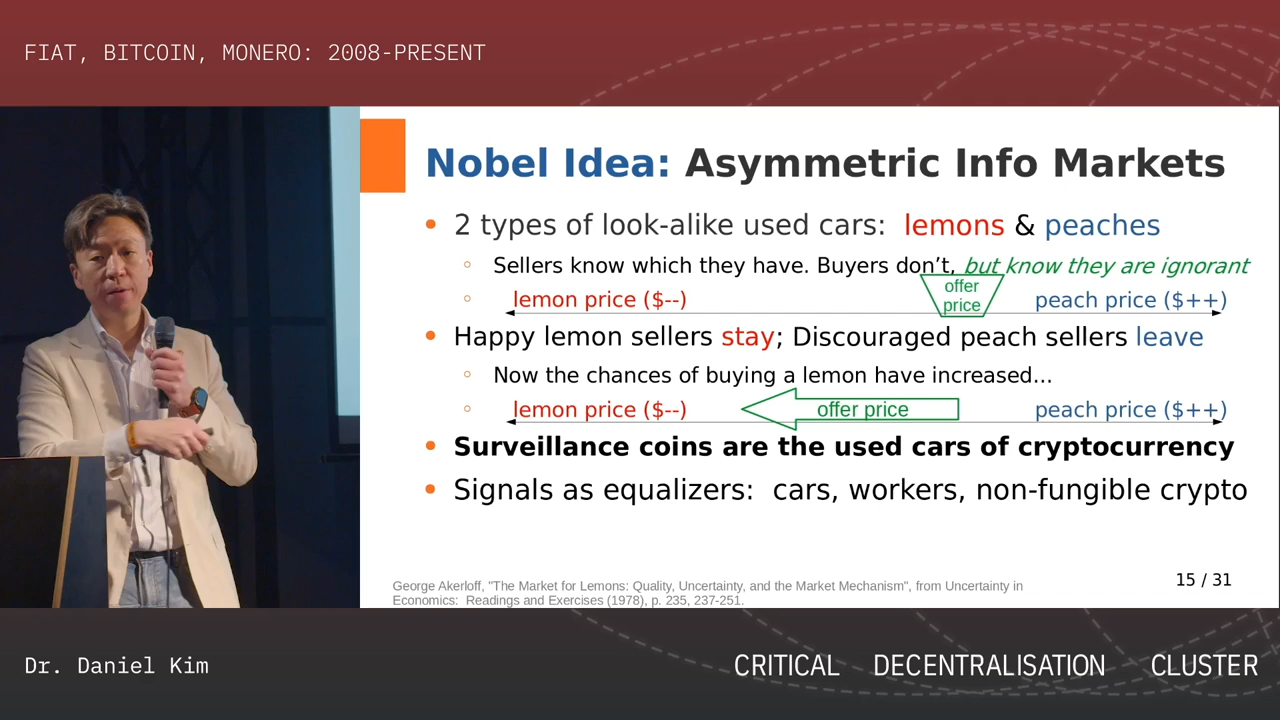 FIAT, BITCOIN, MONERO: 2008-PRESENT
Nobel Idea: Asymmetric Info Markets
• 2 types of look-alike used cars: lemons & peaches
◦ Sellers know which they have. Buyers don't, but know they are ignorant
◦ lemon price ($--) offer price peach price ($++)
• Happy lemon sellers stay; Discouraged peach sellers leave
◦ Now the chances of buying a lemon have increased...
◦ lemon price ($--) offer price peach price ($++)
• Surveillance coins are the used cars of cryptocurrency
• Signals as equalizers: cars, workers, non-fungible crypto
15 / 31
George Akerloff, "The Market for Lemons: Quality, Uncertainty, and the Market Mechanism", from Uncertainty in
Economics: Readings and Exercises (1978), p. 235, 237-251.
Dr. Daniel Kim
CRITICAL DECENTRALISATION CLUSTER